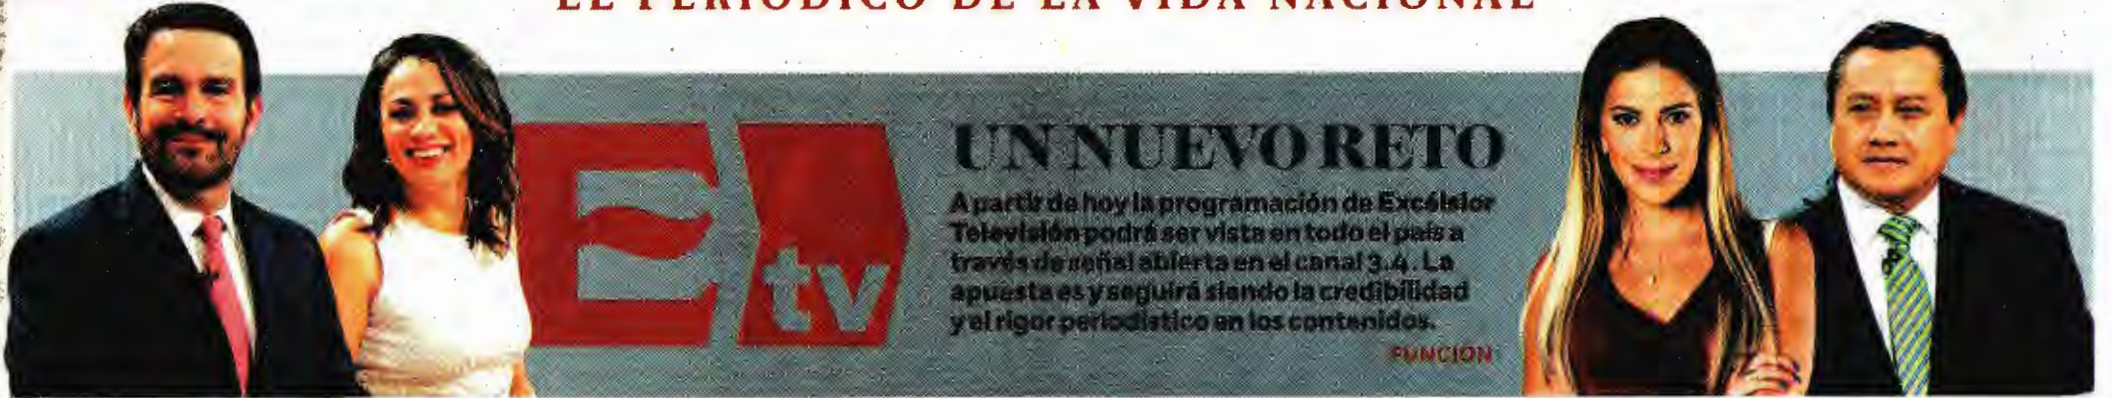 EL PERIÓDICO DE LA VIDA NACIONAL
E
tv
UN NUEVO RETO
A partir de hoy la programación de Excélsior
Televisión podrá ser vista en todo el país a
través de señal abierta en el canal 3.4. La
apuesta es y seguirá siendo la credibilidad
y el rigor periodístico en los contenidos.
FUNCIÓN